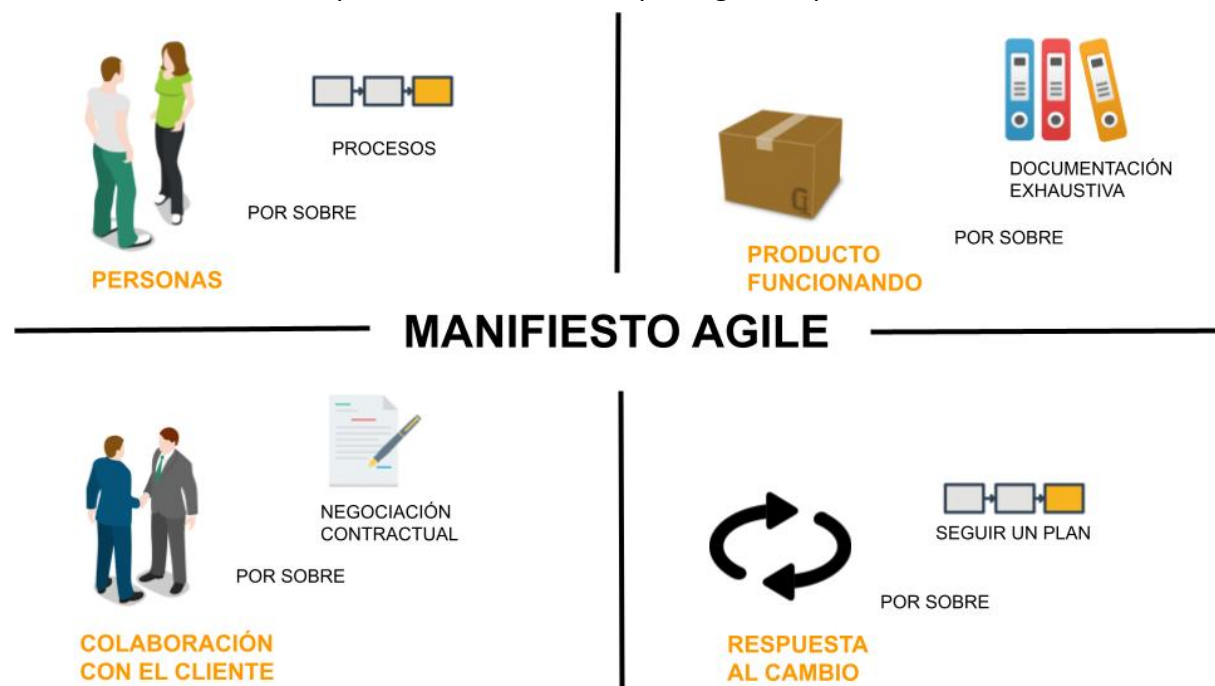 PROCESOS
POR SOBRE
PERSONAS
DOCUMENTACIÓN
EXHAUSTIVA
POR SOBRE
PRODUCTO
FUNCIONANDO
MANIFIESTO AGILE
NEGOCIACIÓN
CONTRACTUAL
POR SOBRE
COLABORACIÓN
CON EL CLIENTE
SEGUIR UN PLAN
POR SOBRE
RESPUESTA
AL CAMBIO